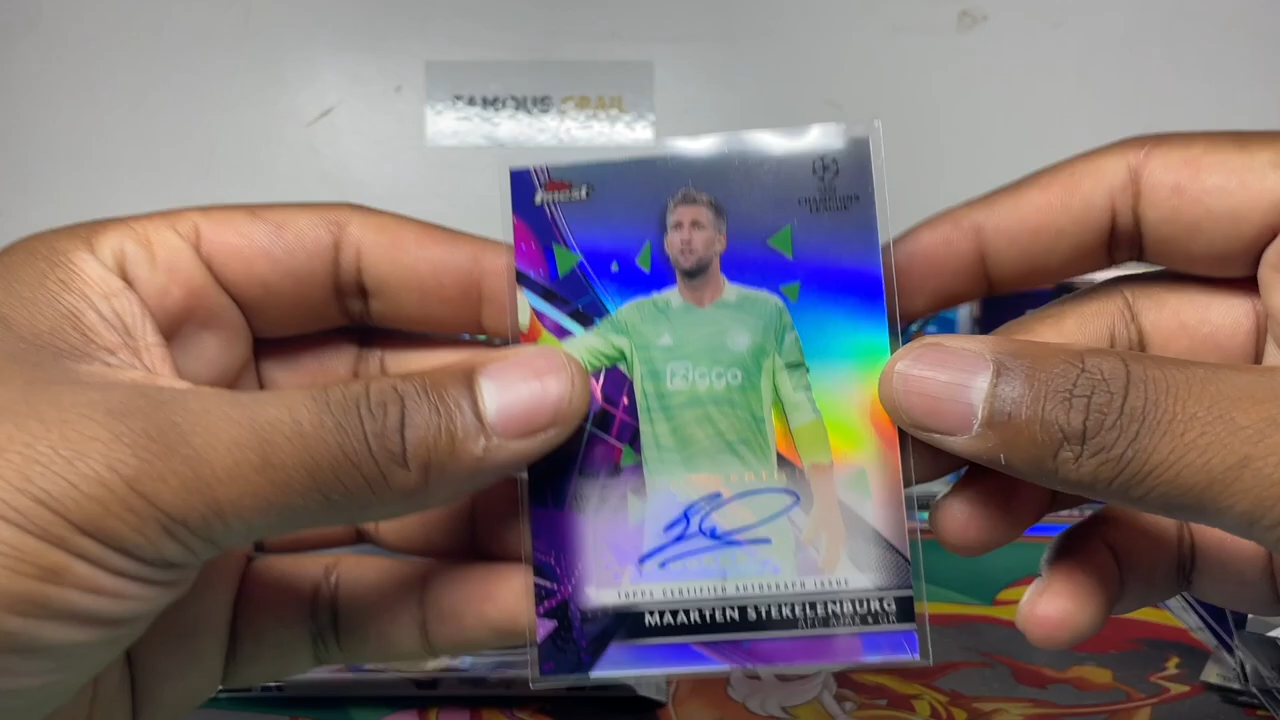 FAMOUS GRAIL
finest
CHAMPIONS
LEAGUE
ziggo
TOPPS CERTIFIED AUTOGRAPH ISSUE
MAARTEN STEKELENBURG
AFC AJAX • GK